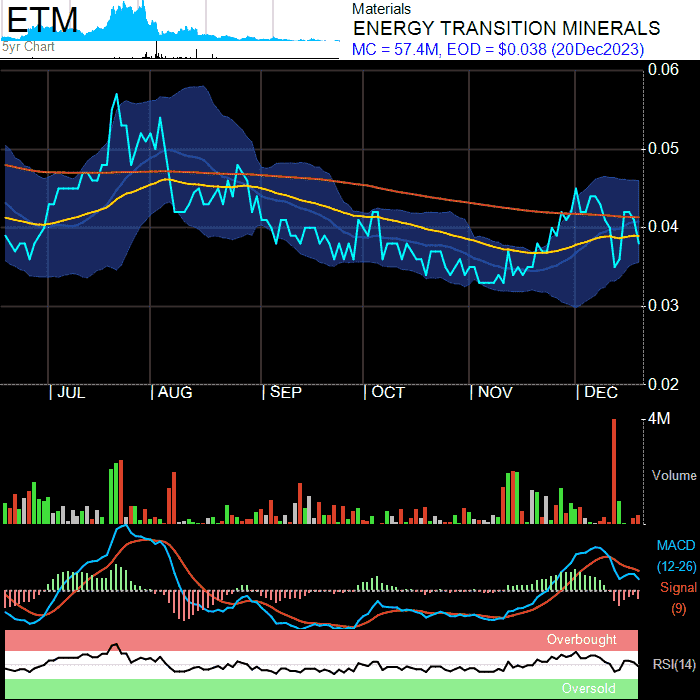 ETM
5yr Chart
Materials
ENERGY TRANSITION MINERALS
MC = 57.4M, EOD = $0.038 (20Dec2023)
0.06
0.05
0.04
0.03
0.02
| JUL | AUG | SEP | OCT | NOV | DEC
4M
Volume
MACD
(12-26)
Signal
(9)
Overbought
RSI(14)
Oversold